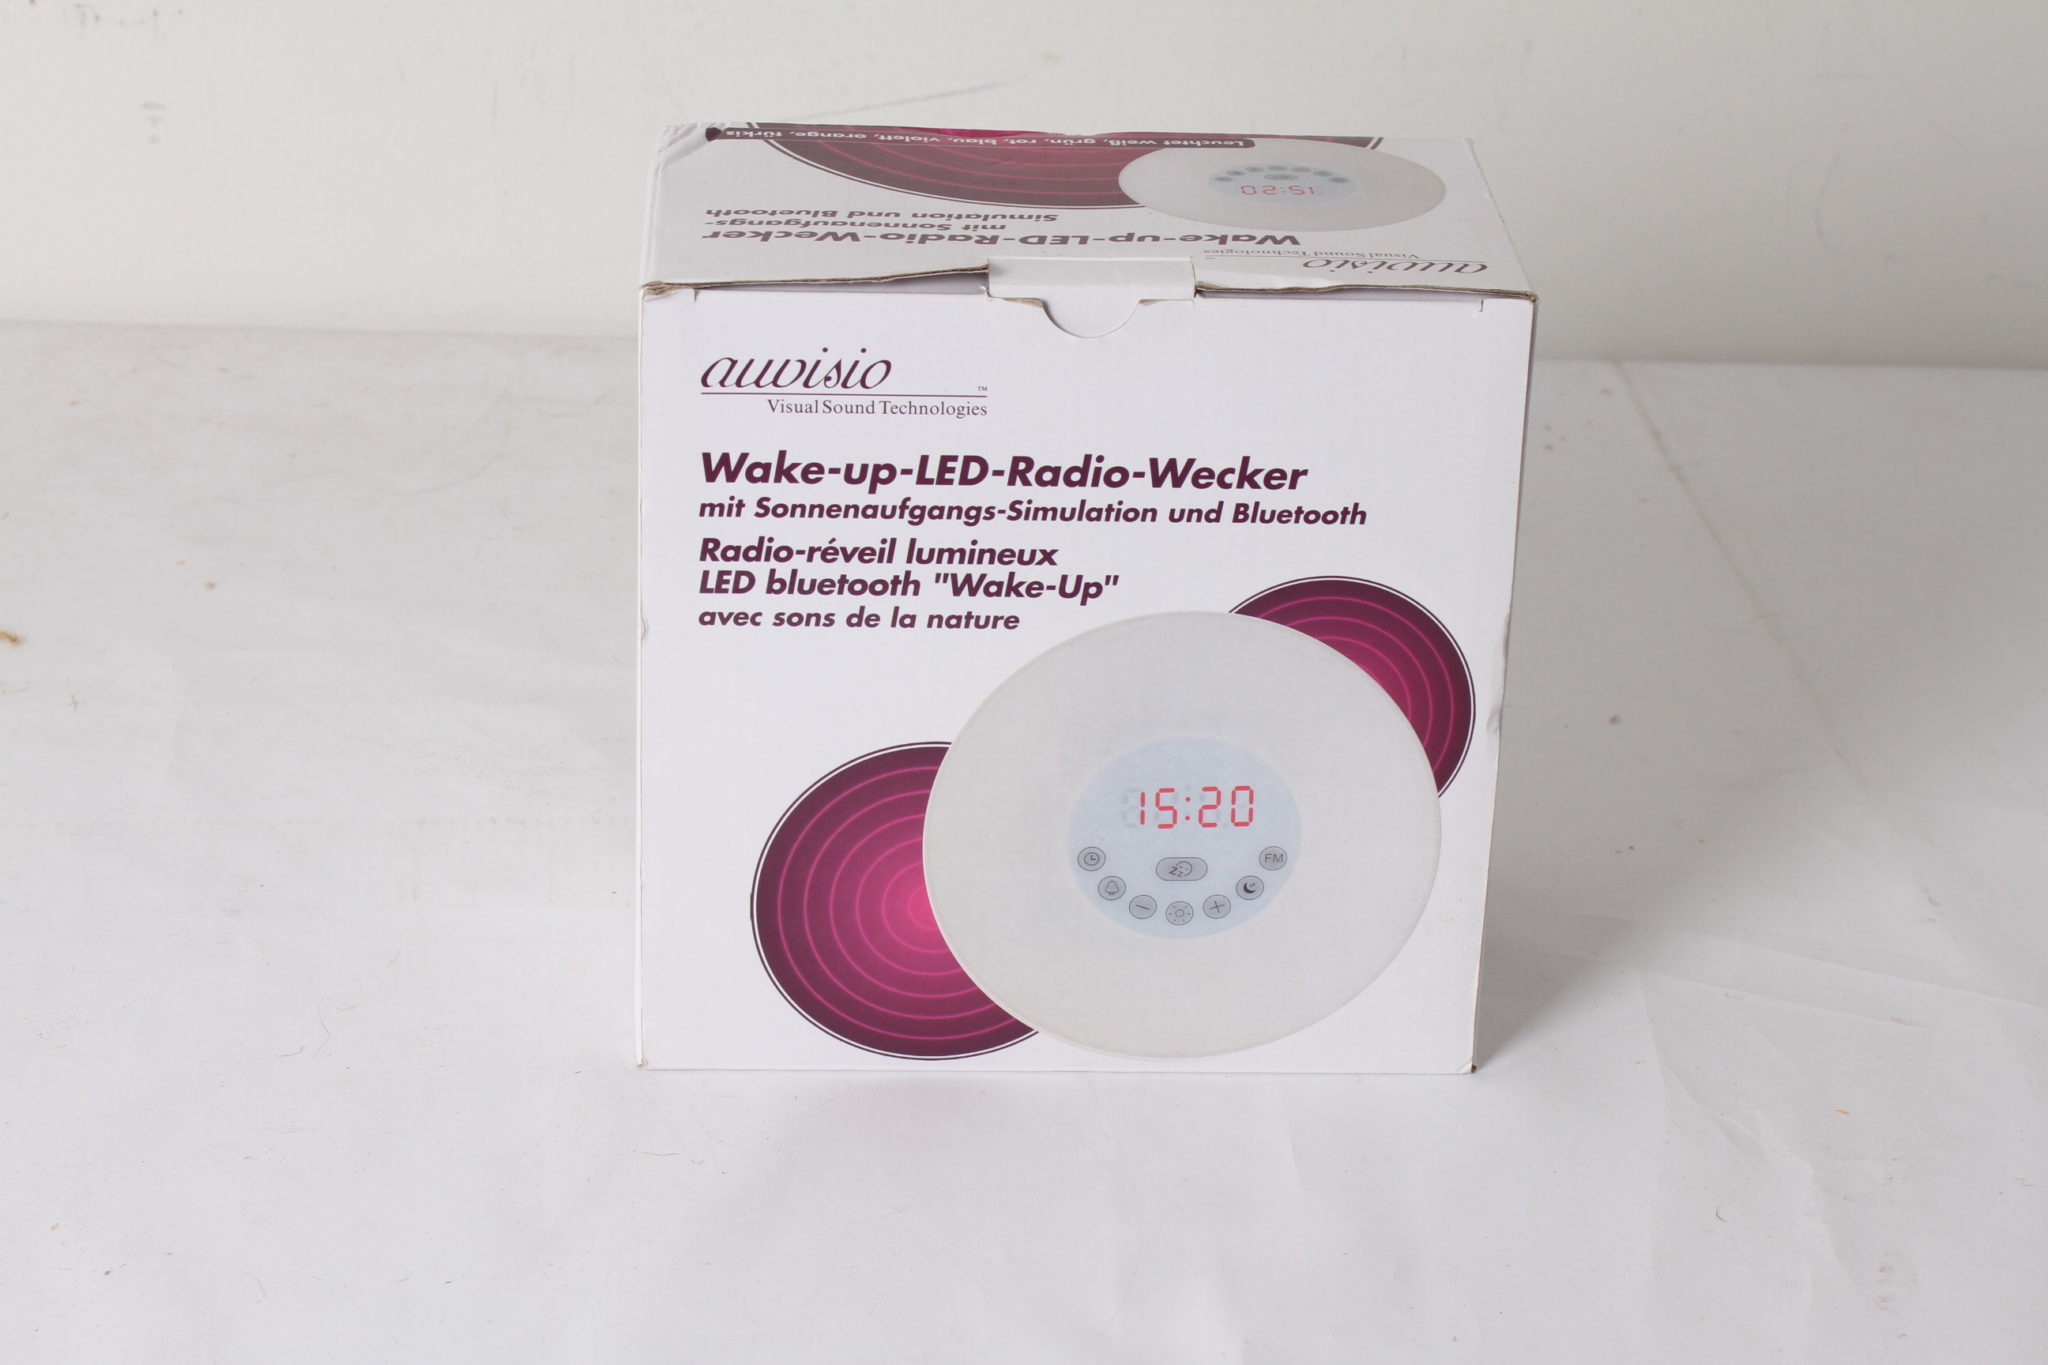 Leuchtet weiß, grün, rot, blau, violett, orange, türkis
15:20
Simulation und Bluetooth
mit Sonnenaufgangs-
Wake-up-LED-Radio-Wecker
Visual Sound Technologies
auvisio
auvisio
™
Visual Sound Technologies
Wake-up-LED-Radio-Wecker
mit Sonnenaufgangs-Simulation und Bluetooth
Radio-réveil lumineux
LED bluetooth "Wake-Up"
avec sons de la nature
15:20
FM